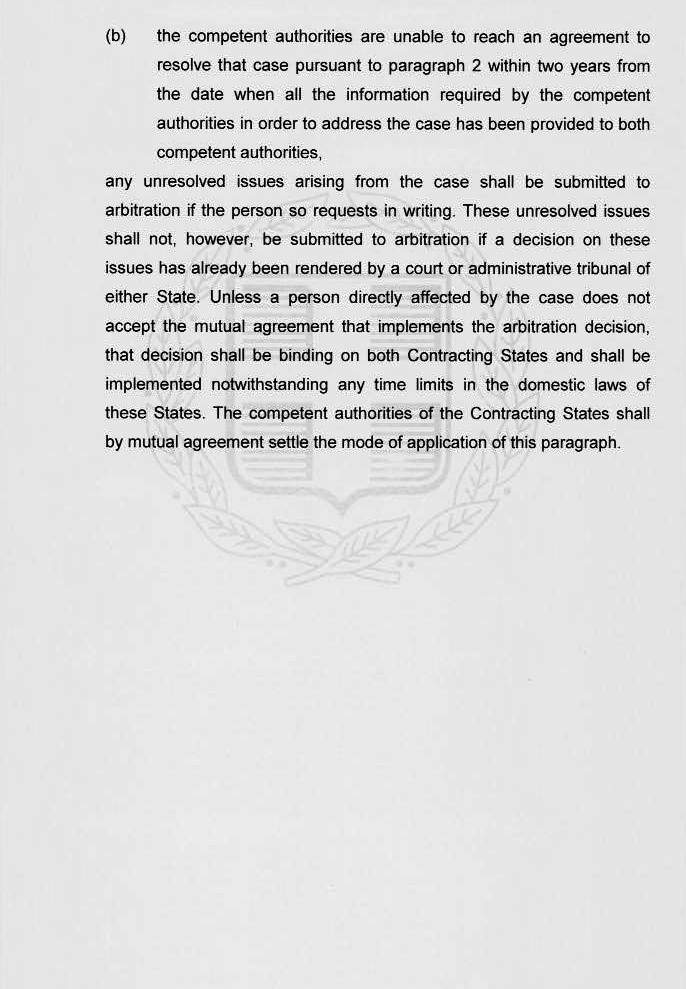 (b) the competent authorities are unable to reach an agreement to
resolve that case pursuant to paragraph 2 within two years from
the date when all the information required by the competent
authorities in order to address the case has been provided to both
competent authorities,
any unresolved issues arising from the case shall be submitted to
arbitration if the person so requests in writing. These unresolved issues
shall not, however, be submitted to arbitration if a decision on these
issues has already been rendered by a court or administrative tribunal of
either State. Unless a person directly affected by the case does not
accept the mutual agreement that implements the arbitration decision,
that decision shall be binding on both Contracting States and shall be
implemented notwithstanding any time limits in the domestic laws of
these States. The competent authorities of the Contracting States shall
by mutual agreement settle the mode of application of this paragraph.